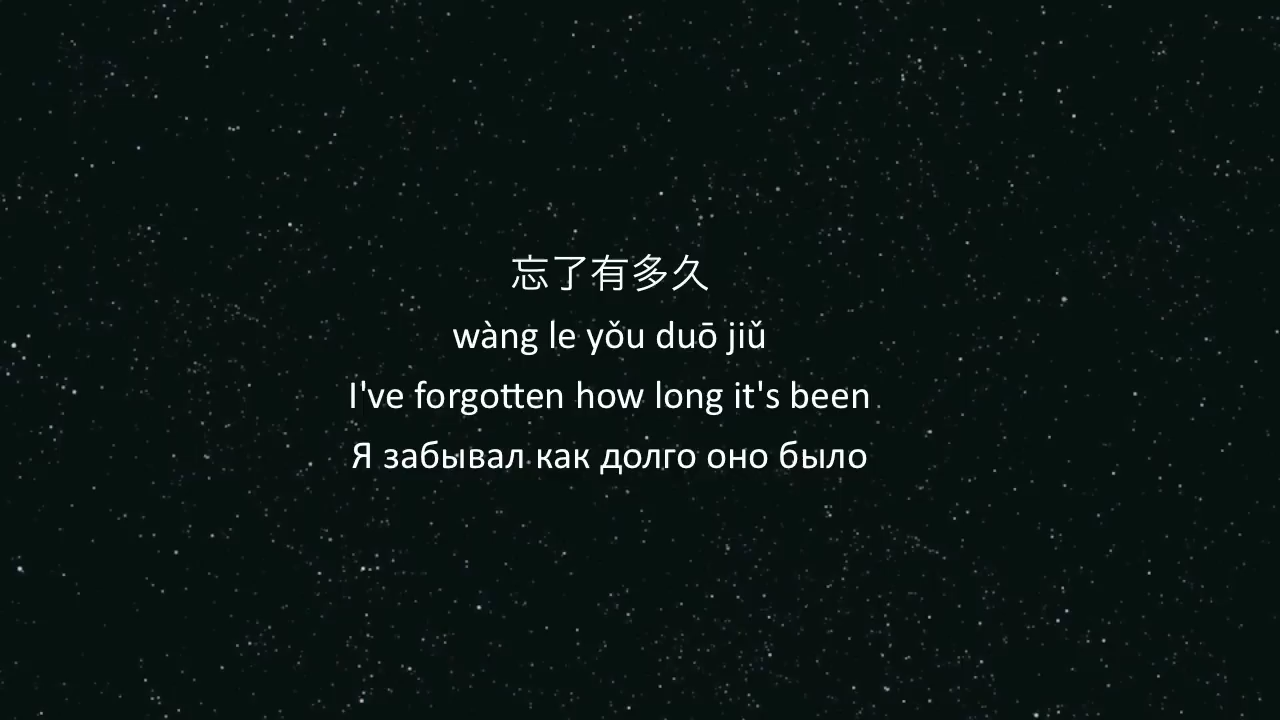 忘了有多久
wàng le yǒu duō jiǔ
I've forgotten how long it's been
Я забывал как долго оно было